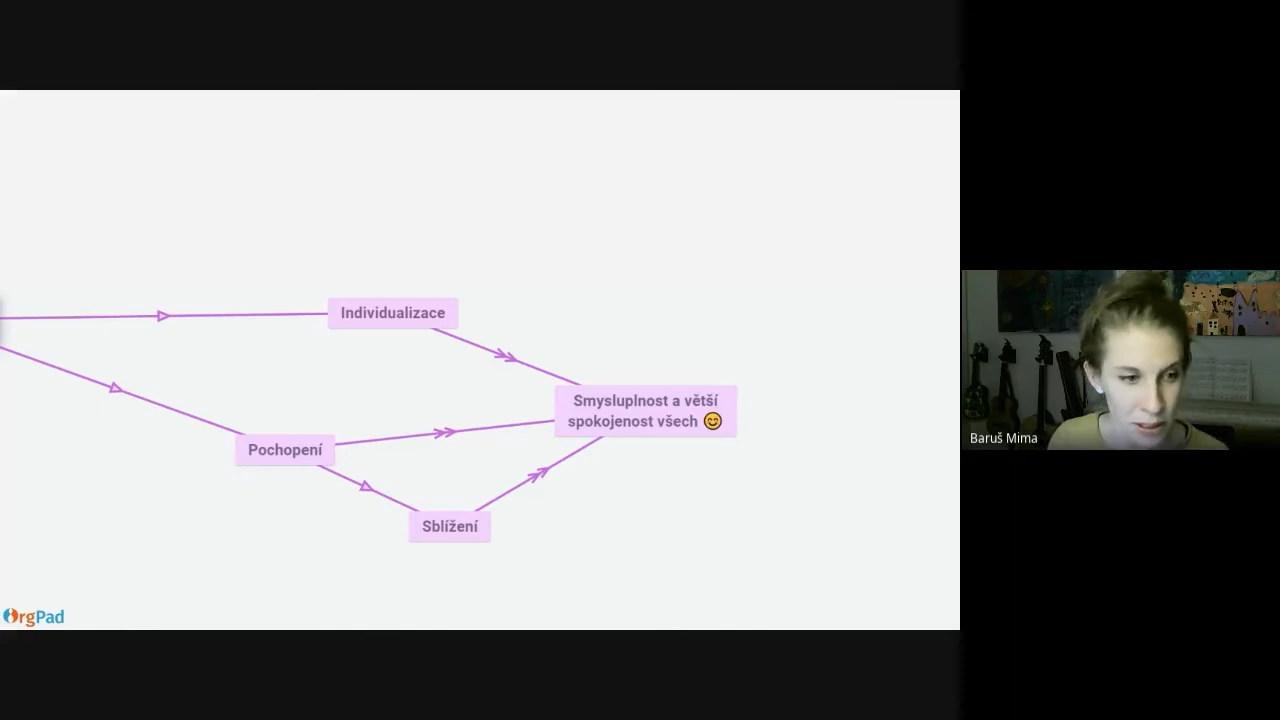 Individualizace
Smysluplnost a větší
spokojenost všech 😊
Pochopení
Sblížení
OrgPad
Baruš Mima